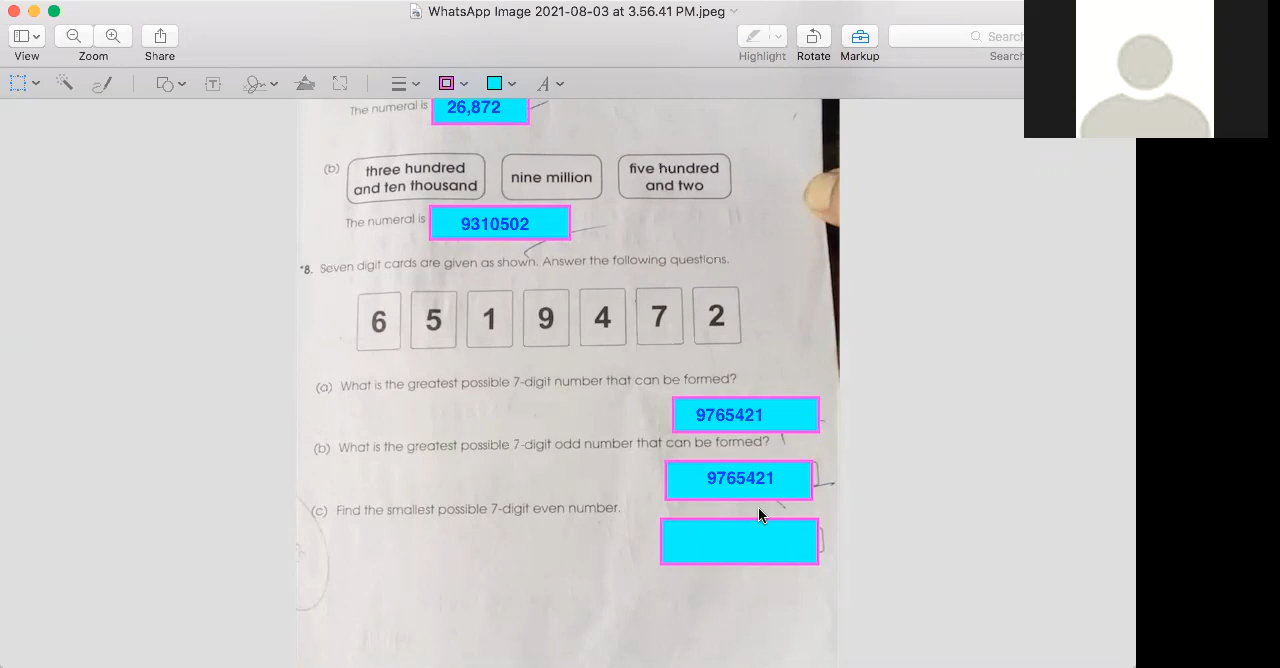 WhatsApp Image 2021-08-03 at 3.56.41 PM.jpeg
View Zoom Share Highlight Rotate Markup Search
Search
The numeral is 26,872
(b) three hundred and ten thousand nine million five hundred and two
The numeral is 9310502
*8. Seven digit cards are given as shown. Answer the following questions.
6 5 1 9 4 7 2
(a) What is the greatest possible 7-digit number that can be formed?
9765421
(b) What is the greatest possible 7-digit odd number that can be formed?
9765421
(c) Find the smallest possible 7-digit even number.